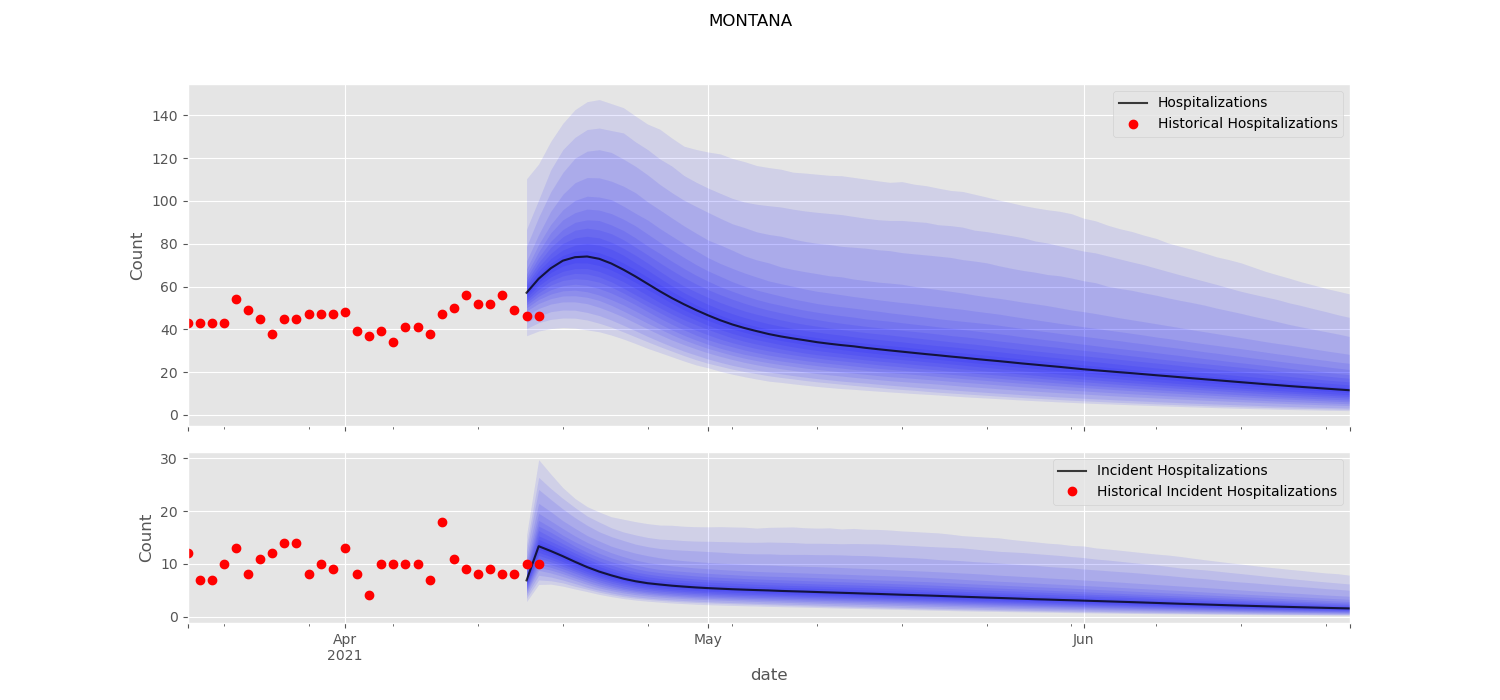 MONTANA
140
120
100
80
60
40
20
0
Count
Hospitalizations
Historical Hospitalizations
30
20
10
0
Count
Incident Hospitalizations
Historical Incident Hospitalizations
Apr
2021
May
Jun
date